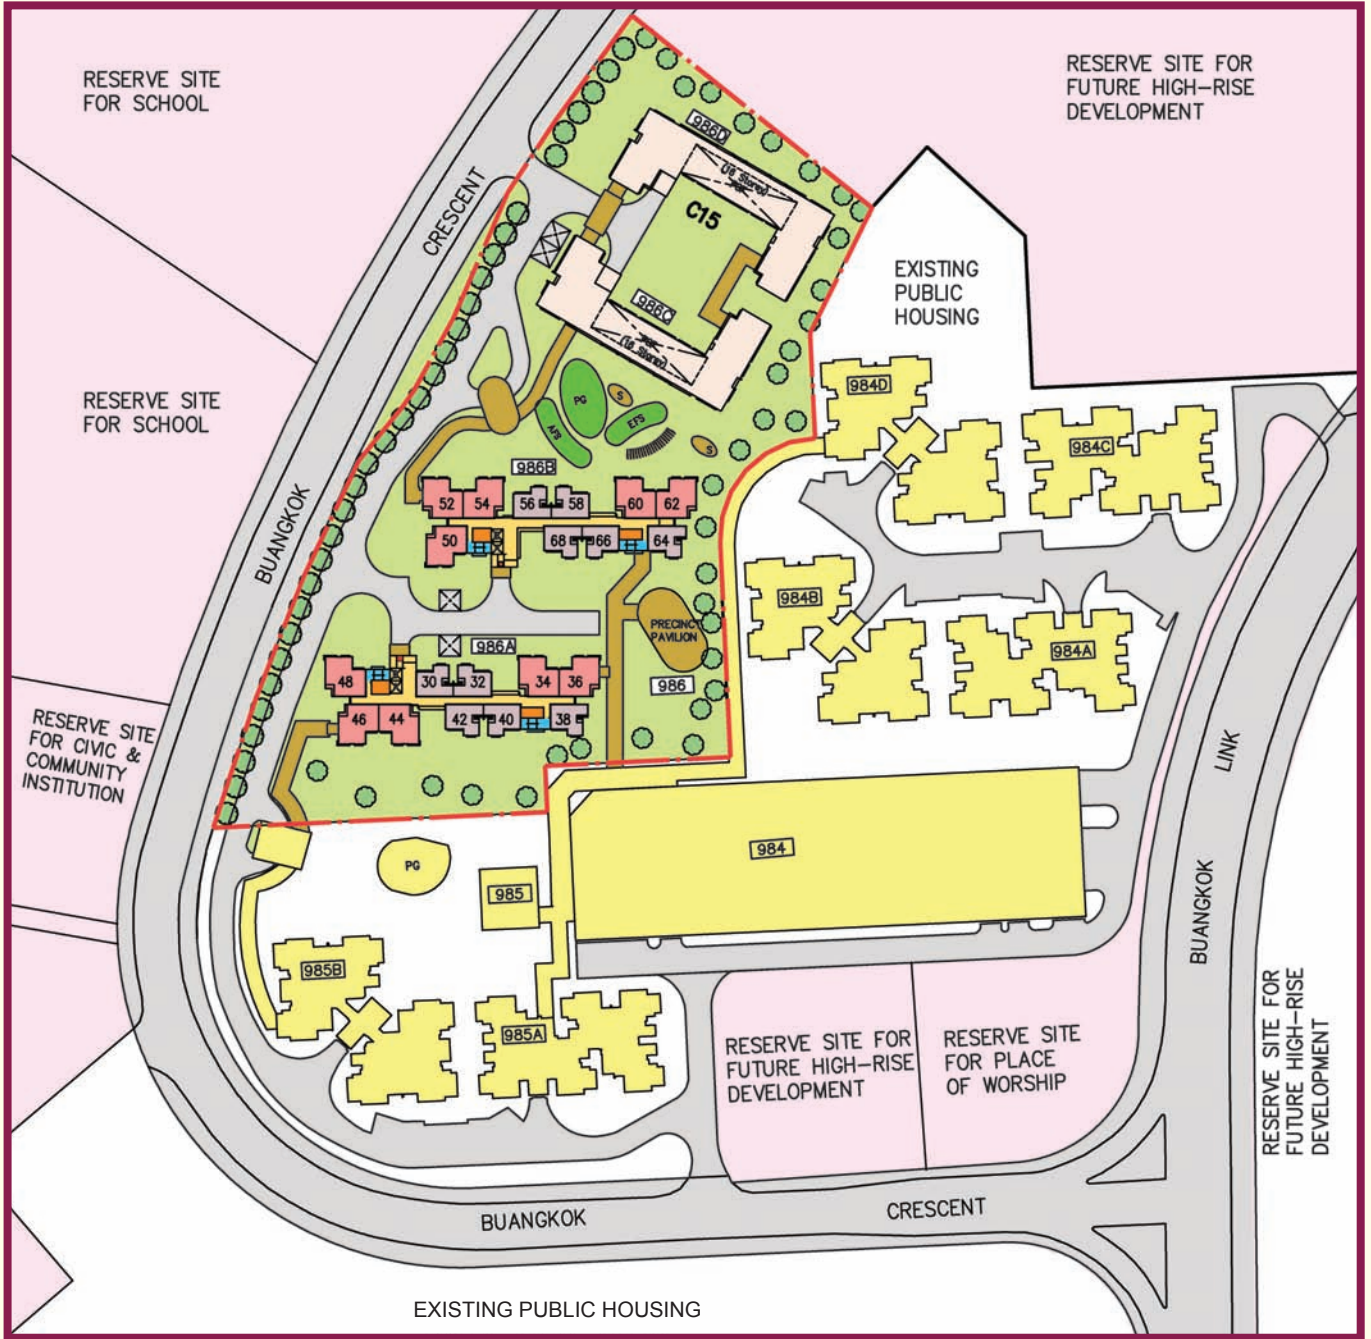 RESERVE SITE
FOR SCHOOL
RESERVE SITE FOR
FUTURE HIGH-RISE
DEVELOPMENT
986D
(16 Storey)
CRESCENT
C15
EXISTING
PUBLIC
HOUSING
986C
(16 Storey)
RESERVE SITE
FOR SCHOOL
984D
PG
S
AFS
EFS
S
984C
986B
52
54
56
58
60
62
50
68
66
64
BUANGKOK
984B
PRECINCT
PAVILION
986A
984A
48
30
32
34
36
986
46
44
42
40
38
RESERVE SITE
FOR CIVIC &
COMMUNITY
INSTITUTION
LINK
984
PG
985
BUANGKOK
985B
985A
RESERVE SITE FOR
FUTURE HIGH-RISE
DEVELOPMENT
RESERVE SITE
FOR PLACE
OF WORSHIP
RESERVE SITE FOR
FUTURE HIGH-RISE
DEVELOPMENT
BUANGKOK
CRESCENT
EXISTING PUBLIC HOUSING